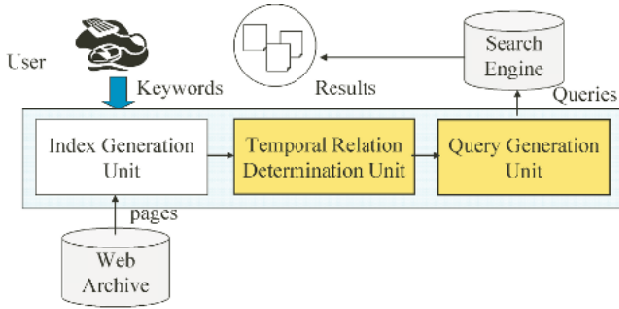 User
Keywords
Results
Search
Engine
Queries
Index Generation
Unit
Temporal Relation
Determination Unit
Query Generation
Unit
pages
Web
Archive